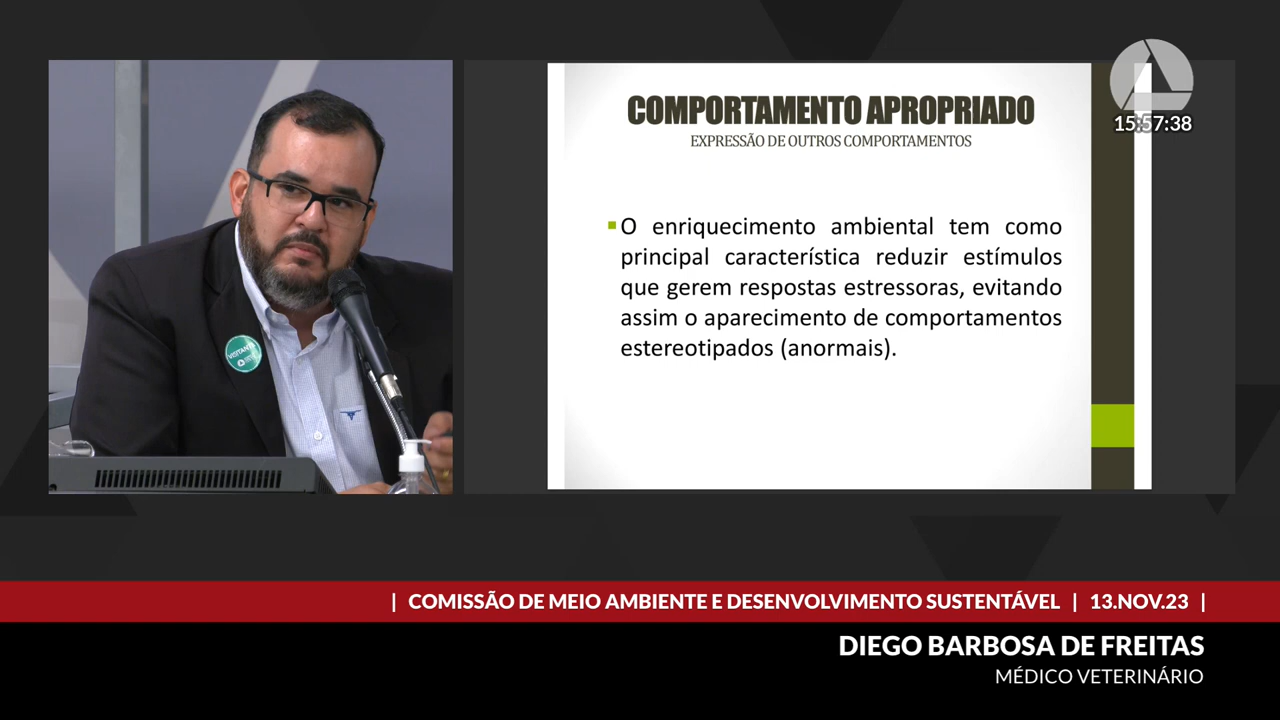 COMPORTAMENTO APROPRIADO
EXPRESSÃO DE OUTROS COMPORTAMENTOS
15:57:38
O enriquecimento ambiental tem como
principal característica reduzir estímulos
que gerem respostas estressoras, evitando
assim o aparecimento de comportamentos
estereotipados (anormais).
VISITANTE
| COMISSÃO DE MEIO AMBIENTE E DESENVOLVIMENTO SUSTENTÁVEL | 13.NOV.23 |
DIEGO BARBOSA DE FREITAS
MÉDICO VETERINÁRIO